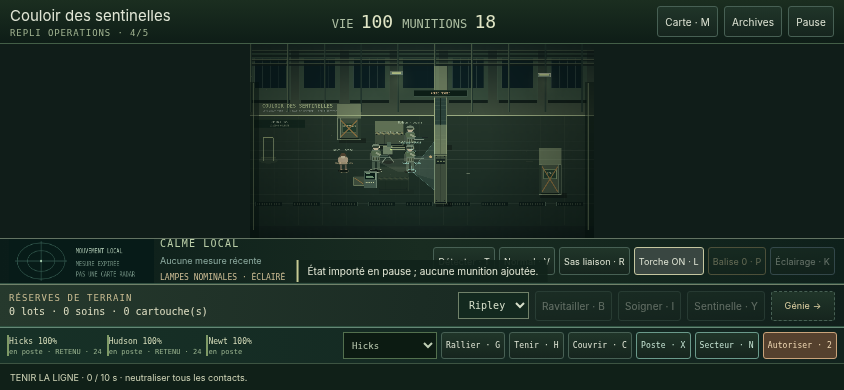 Couloir des sentinelles
REPLI OPERATIONS · 4/5
VIE 100 MUNITIONS 18
Carte · M
Archives
Pause
COULOIR DES SENTINELLES
MOUVEMENT LOCAL
MESURE EXPIRÉE
PAS UNE CARTE RADAR
CALME LOCAL
Aucune mesure récente
LAMPES NOMINALES · ÉCLAIRÉ
État importé en pause ; aucune munition ajoutée.
Sas liaison · R
Torche ON · L
Balise 0 · P
Éclairage · K
RÉSERVES DE TERRAIN
0 lots · 0 soins · 0 cartouche(s)
Ripley
Ravitailler · B
Soigner · I
Sentinelle · Y
Génie →
Hicks 100%
en poste · RETENU · 24
Hudson 100%
en poste · RETENU · 24
Newt 100%
en poste
Hicks
Rallier · G
Tenir · H
Couvrir · C
Poste · X
Secteur · N
Autoriser · 2
TENIR LA LIGNE · 0 / 10 s · neutraliser tous les contacts.